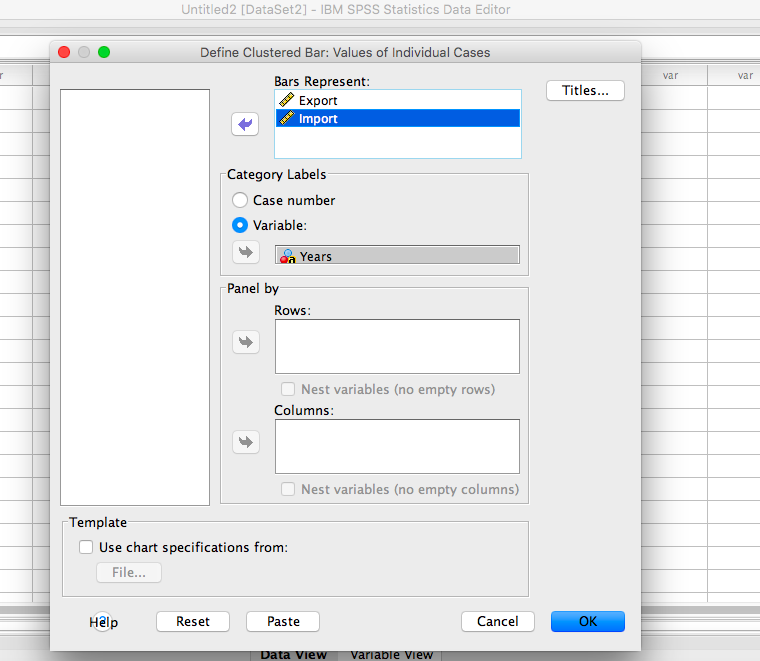 Untitled2 [DataSet2] - IBM SPSS Statistics Data Editor
Define Clustered Bar: Values of Individual Cases
var
var
Bars Represent:
Export
Import
Titles...
Category Labels
Case number
Variable:
Years
Panel by
Rows:
Nest variables (no empty rows)
Columns:
Nest variables (no empty columns)
Template
Use chart specifications from:
File...
Help
Reset
Paste
Cancel
OK
Data View
Variable View